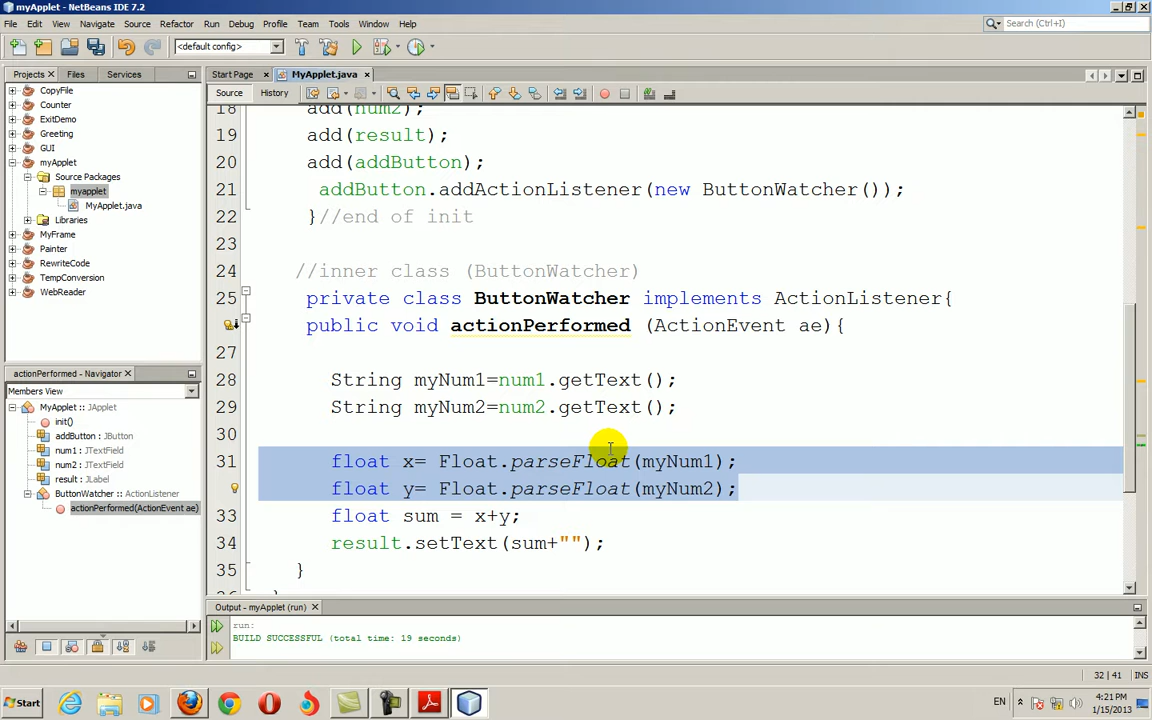 myApplet - NetBeans IDE 7.2
File Edit View Navigate Source Refactor Run Debug Profile Team Tools Window Help
Search (Ctrl+I)
<default config>
Projects Files Services
Start Page MyApplet.java
Source History
CopyFile
Counter
ExitDemo
Greeting
GUI
myApplet
Source Packages
myapplet
MyApplet.java
Libraries
MyFrame
Painter
RewriteCode
TempConversion
WebReader
18 add(num2);
19 add(result);
20 add(addButton);
21 addButton.addActionListener(new ButtonWatcher());
22 }//end of init
23
24 //inner class (ButtonWatcher)
25 private class ButtonWatcher implements ActionListener{
public void actionPerformed (ActionEvent ae){
27
28 String myNum1=num1.getText();
29 String myNum2=num2.getText();
30
31 float x= Float.parseFloat(myNum1);
float y= Float.parseFloat(myNum2);
33 float sum = x+y;
34 result.setText(sum+"");
35 }
actionPerformed - Navigator
Members View
MyApplet :: JApplet
init()
addButton : JButton
num1 : JTextField
num2 : JTextField
result : JLabel
ButtonWatcher :: ActionListener
actionPerformed(ActionEvent ae)
Output - myApplet (run)
run:
BUILD SUCCESSFUL (total time: 19 seconds)
32 | 41 INS
Start
EN
4:21 PM
1/15/2013